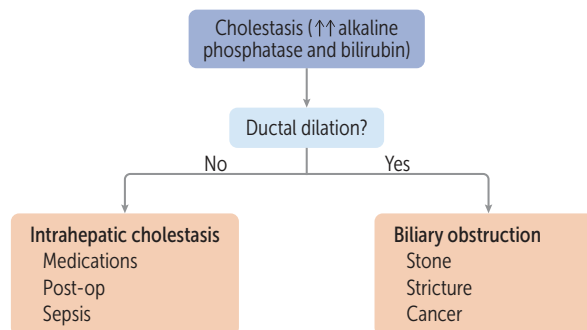 Cholestasis (↑↑ alkaline
phosphatase and bilirubin)
Ductal dilation?
No
Yes
Intrahepatic cholestasis
Medications
Post-op
Sepsis
Biliary obstruction
Stone
Stricture
Cancer